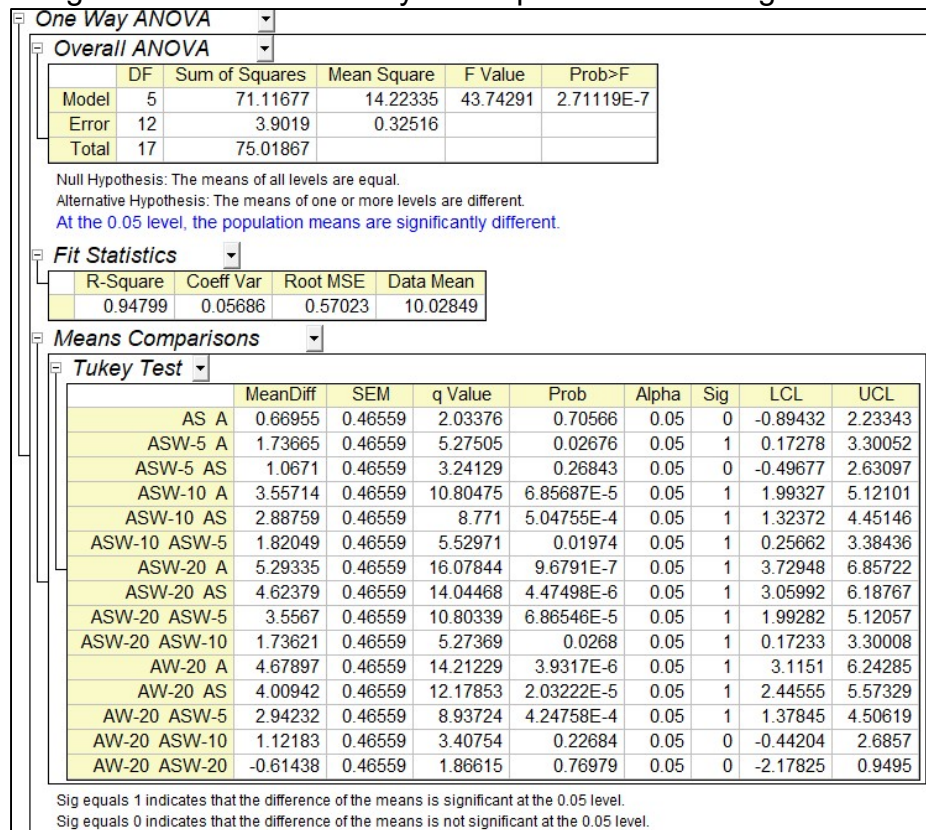 One Way ANOVA
Overall ANOVA
DF Sum of Squares Mean Square F Value Prob>F
Model 5 71.11677 14.22335 43.74291 2.71119E-7
Error 12 3.9019 0.32516
Total 17 75.01867
Null Hypothesis: The means of all levels are equal.
Alternative Hypothesis: The means of one or more levels are different.
At the 0.05 level, the population means are significantly different.
Fit Statistics
R-Square Coeff Var Root MSE Data Mean
0.94799 0.05686 0.57023 10.02849
Means Comparisons
Tukey Test
MeanDiff SEM q Value Prob Alpha Sig LCL UCL
AS A 0.66955 0.46559 2.03376 0.70566 0.05 0 -0.89432 2.23343
ASW-5 A 1.73665 0.46559 5.27505 0.02676 0.05 1 0.17278 3.30052
ASW-5 AS 1.0671 0.46559 3.24129 0.26843 0.05 0 -0.49677 2.63097
ASW-10 A 3.55714 0.46559 10.80475 6.85687E-5 0.05 1 1.99327 5.12101
ASW-10 AS 2.88759 0.46559 8.771 5.04755E-4 0.05 1 1.32372 4.45146
ASW-10 ASW-5 1.82049 0.46559 5.52971 0.01974 0.05 1 0.25662 3.38436
ASW-20 A 5.29335 0.46559 16.07844 9.6791E-7 0.05 1 3.72948 6.85722
ASW-20 AS 4.62379 0.46559 14.04468 4.47498E-6 0.05 1 3.05992 6.18767
ASW-20 ASW-5 3.5567 0.46559 10.80339 6.86546E-5 0.05 1 1.99282 5.12057
ASW-20 ASW-10 1.73621 0.46559 5.27369 0.0268 0.05 1 0.17233 3.30008
AW-20 A 4.67897 0.46559 14.21229 3.9317E-6 0.05 1 3.1151 6.24285
AW-20 AS 4.00942 0.46559 12.17853 2.03222E-5 0.05 1 2.44555 5.57329
AW-20 ASW-5 2.94232 0.46559 8.93724 4.24758E-4 0.05 1 1.37845 4.50619
AW-20 ASW-10 1.12183 0.46559 3.40754 0.22684 0.05 0 -0.44204 2.6857
AW-20 ASW-20 -0.61438 0.46559 1.86615 0.76979 0.05 0 -2.17825 0.9495
Sig equals 1 indicates that the difference of the means is significant at the 0.05 level.
Sig equals 0 indicates that the difference of the means is not significant at the 0.05 level.